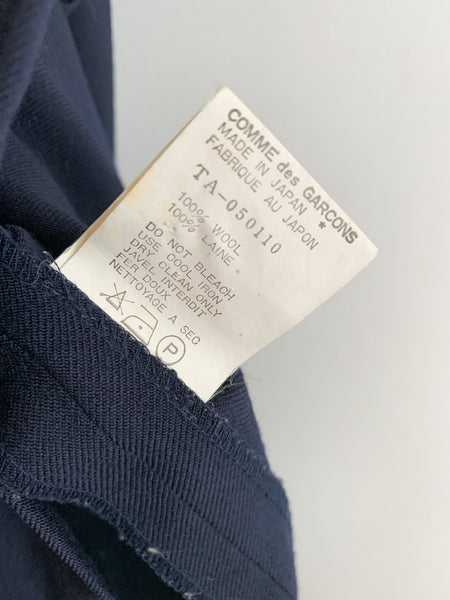 COMME des GARCONS
MADE IN JAPAN *
FABRIQUE AU JAPON
TA-050110
100% WOOL
100% LAINE
DO NOT BLEACH
USE COOL IRON
DRY CLEAN ONLY
JAVEL INTERDIT
FER DOUX
NETTOYAGE A SEC
P